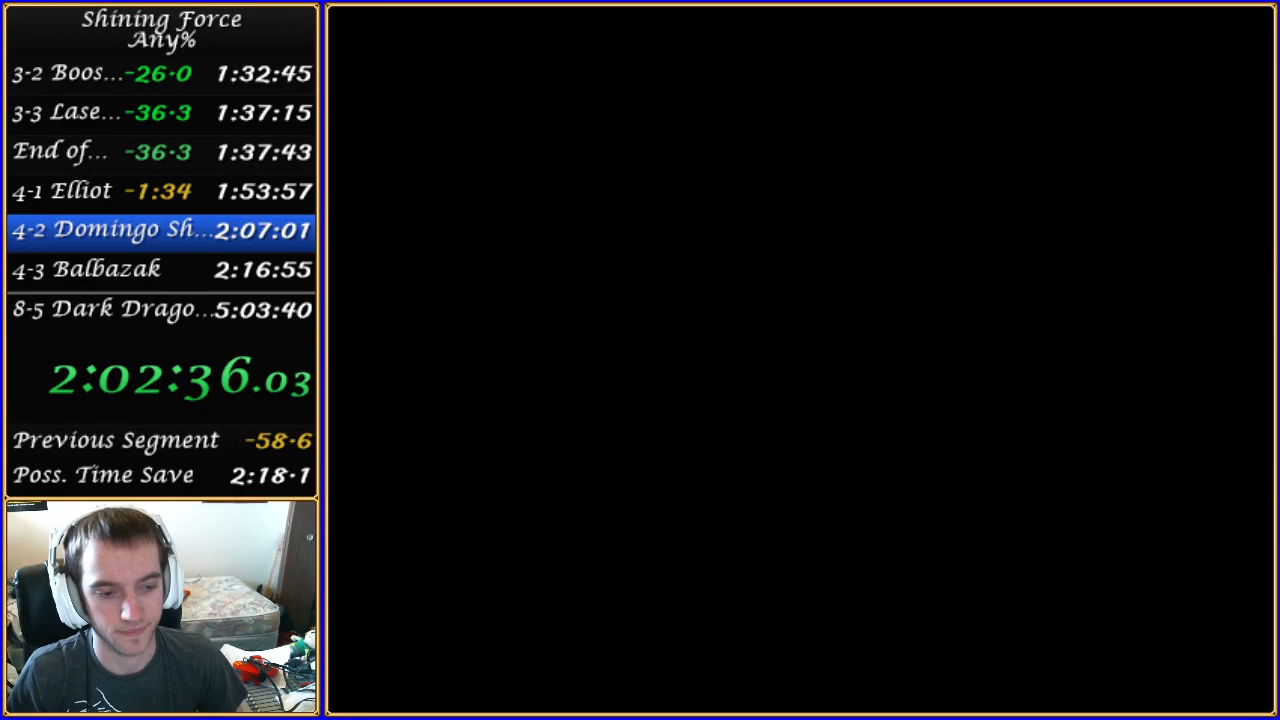 Shining Force
Any%
3-2 Boos... -26.0 1:32:45
3-3 Lase... -36.3 1:37:15
End of... -36.3 1:37:43
4-1 Elliot -1:34 1:53:57
4-2 Domingo Sh... 2:07:01
4-3 Balbazak 2:16:55
8-5 Dark Drago... 5:03:40
2:02:36.03
Previous Segment -58.6
Poss. Time Save 2:18.1